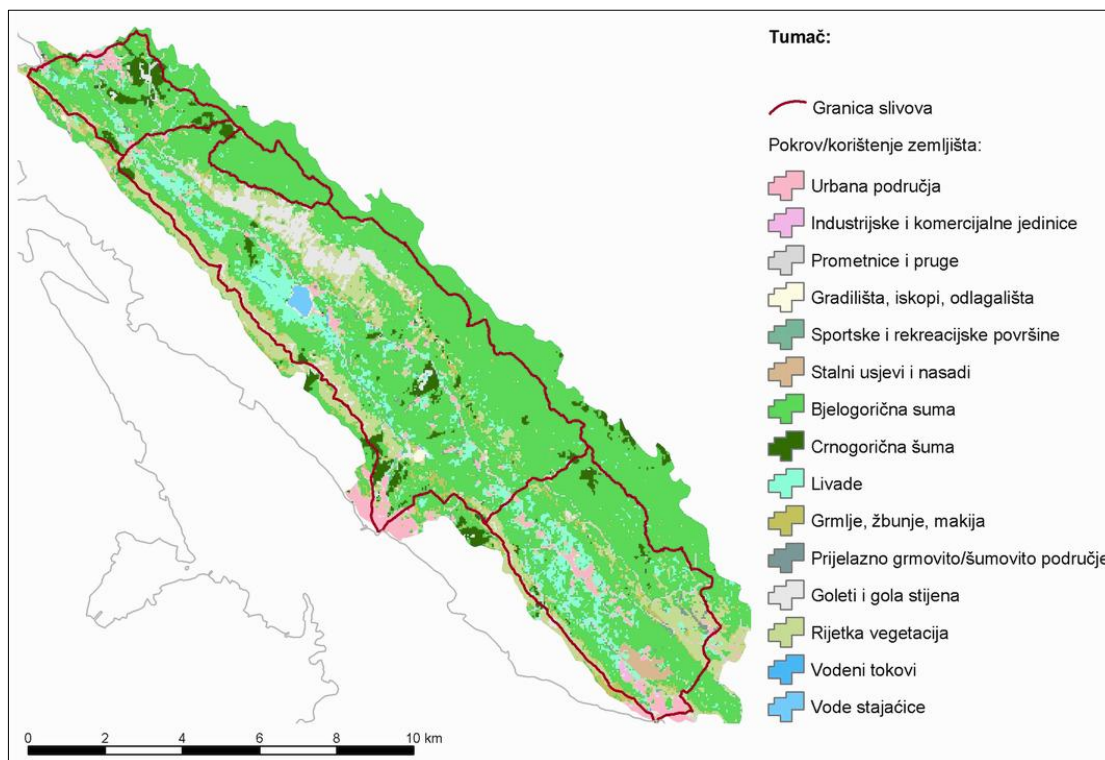 Tumač:
Granica slivova
Pokrov/korištenje zemljišta:
Urbana područja
Industrijske i komercijalne jedinice
Prometnice i pruge
Gradilišta, iskopi, odlagališta
Sportske i rekreacijske površine
Stalni usjevi i nasadi
Bjelogorična suma
Crnogorična šuma
Livade
Grmlje, žbunje, makija
Prijelazno grmovito/šumovito područje
Goleti i gola stijena
Rijetka vegetacija
Vodeni tokovi
Vode stajaćice
0 2 4 6 8 10 km